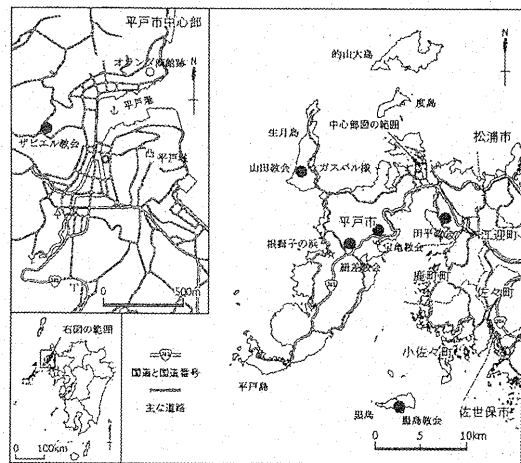 平戸市中心部
オランダ商館跡
平戸港
ザビエル教会
平戸城
N
0 500m
的山大島
N
度島
中心部図の範囲
生月島
松浦市
山田教会
ガスパル様
平戸市
田平教会
江迎町
根獅子の浜
宝亀教会
紐差教会
鹿町町
佐々町
小佐々町
平戸島
佐世保市
黒島
黒島教会
0 5 10km
右図の範囲
国道と国道番号
主な道路
0 100km